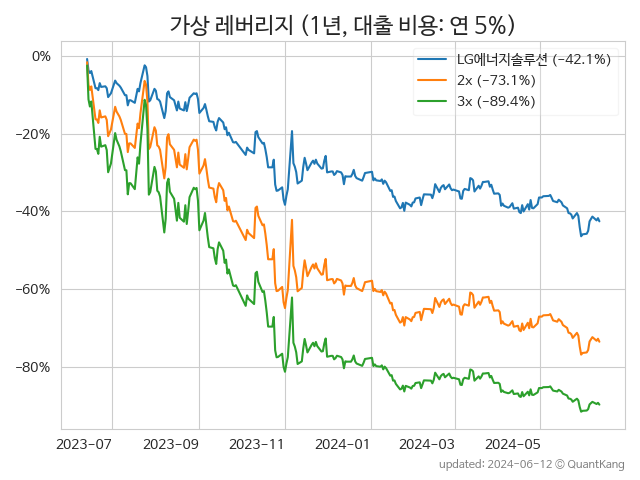 가상 레버리지 (1년, 대출 비용: 연 5%)
LG에너지솔루션 (−42.1%)
2x (−73.1%)
3x (−89.4%)
0%
−20%
−40%
−60%
−80%
2023-07 2023-09 2023-11 2024-01 2024-03 2024-05
updated: 2024-06-12 © QuantKang